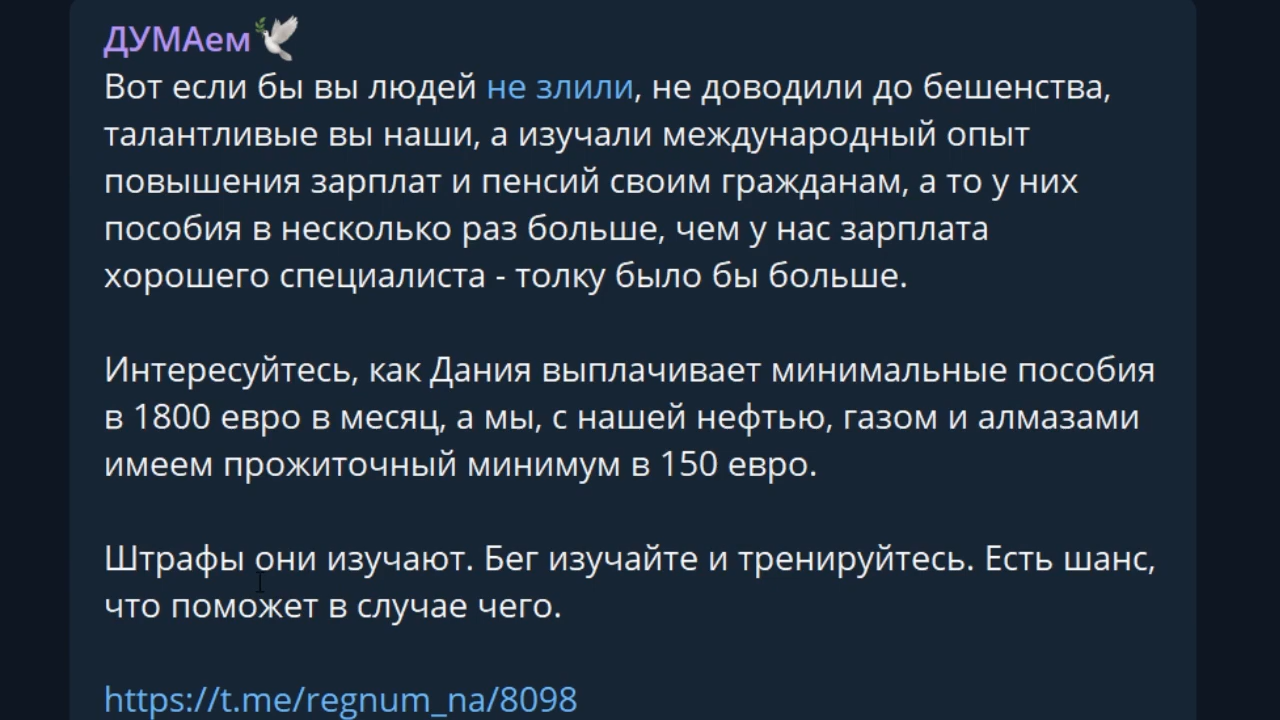 ДУМАем🕊
Вот если бы вы людей не злили, не доводили до бешенства,
талантливые вы наши, а изучали международный опыт
повышения зарплат и пенсий своим гражданам, а то у них
пособия в несколько раз больше, чем у нас зарплата
хорошего специалиста - толку было бы больше.
Интересуйтесь, как Дания выплачивает минимальные пособия
в 1800 евро в месяц, а мы, с нашей нефтью, газом и алмазами
имеем прожиточный минимум в 150 евро.
Штрафы они изучают. Бег изучайте и тренируйтесь. Есть шанс,
что поможет в случае чего.
https://t.me/regnum_na/8098